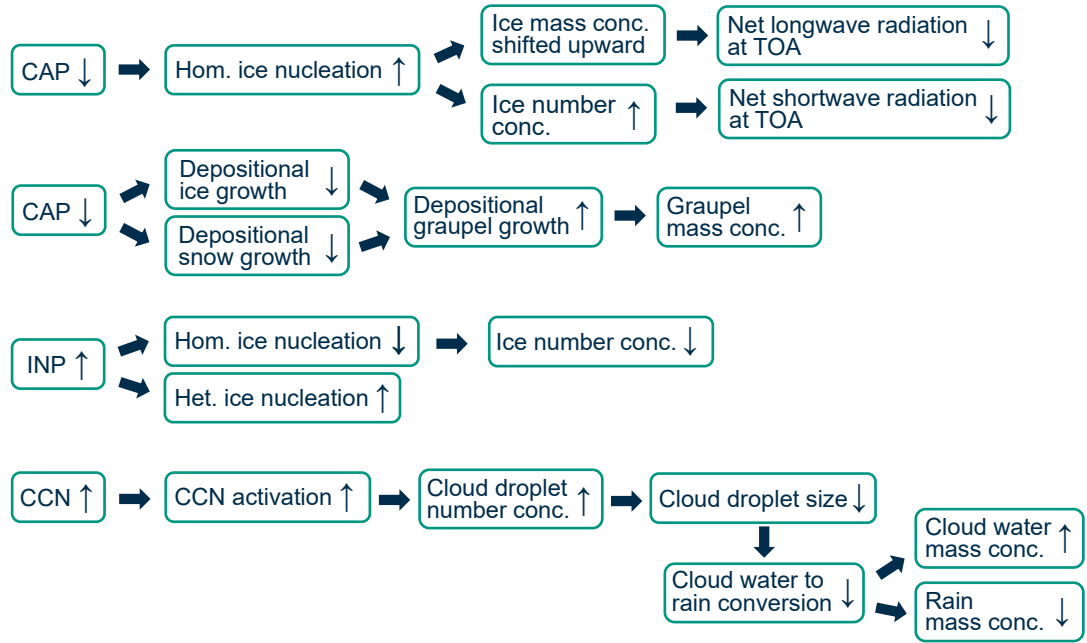 CAP ↓
Hom. ice nucleation ↑
Ice mass conc.
shifted upward
Net longwave radiation
at TOA ↓
Ice number
conc. ↑
Net shortwave radiation
at TOA ↓
CAP ↓
Depositional
ice growth ↓
Depositional
snow growth ↓
Depositional
graupel growth ↑
Graupel
mass conc. ↑
INP ↑
Hom. ice nucleation ↓
Ice number conc. ↓
Het. ice nucleation ↑
CCN ↑
CCN activation ↑
Cloud droplet
number conc. ↑
Cloud droplet size ↓
Cloud water to
rain conversion ↓
Cloud water
mass conc. ↑
Rain
mass conc. ↓